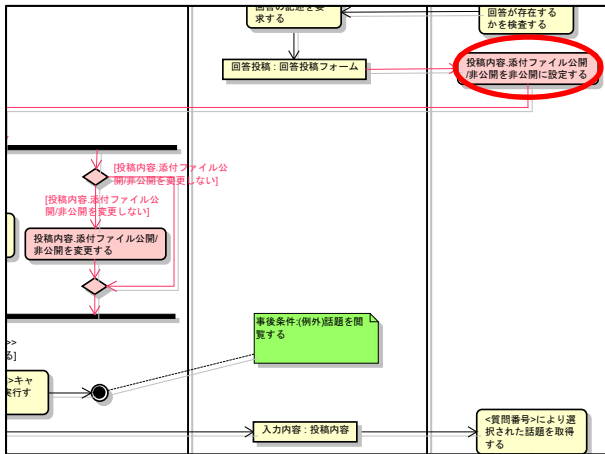 回答の記述を要
求する
回答が存在する
かを検査する
回答投稿 : 回答投稿フォーム
投稿内容.添付ファイル公開
/非公開を非公開に設定する
[投稿内容.添付ファイル公
開/非公開を変更しない]
[投稿内容.添付ファイル公
開/非公開を変更しない]
投稿内容.添付ファイル公開/
非公開を変更する
事後条件:(例外)話題を閲
覧する
>>
る]
>キャ
実行す
入力内容 : 投稿内容
<質問番号>により選
択された話題を取得
する